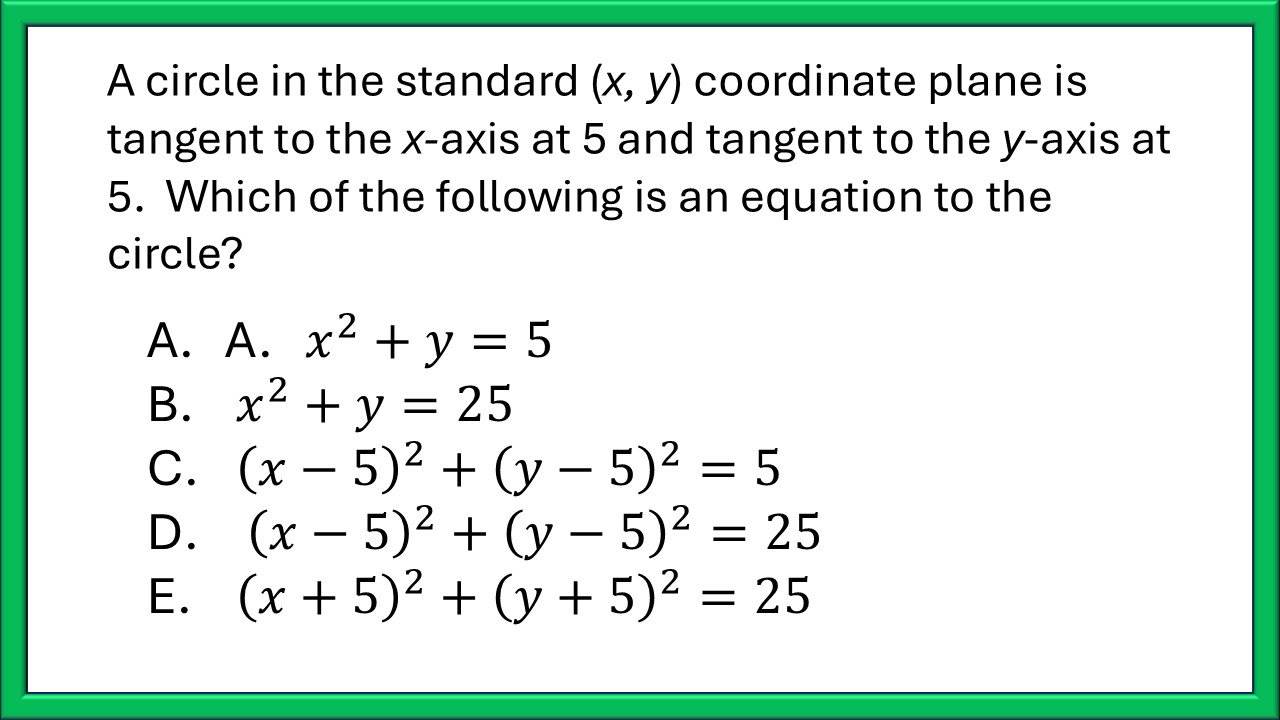 A circle in the standard (x, y) coordinate plane is
tangent to the x-axis at 5 and tangent to the y-axis at
5.  Which of the following is an equation to the
circle?
A.  A.  x² + y = 5
B.  x² + y = 25
C.  (x − 5)² + (y − 5)² = 5
D.  (x − 5)² + (y − 5)² = 25
E.  (x + 5)² + (y + 5)² = 25